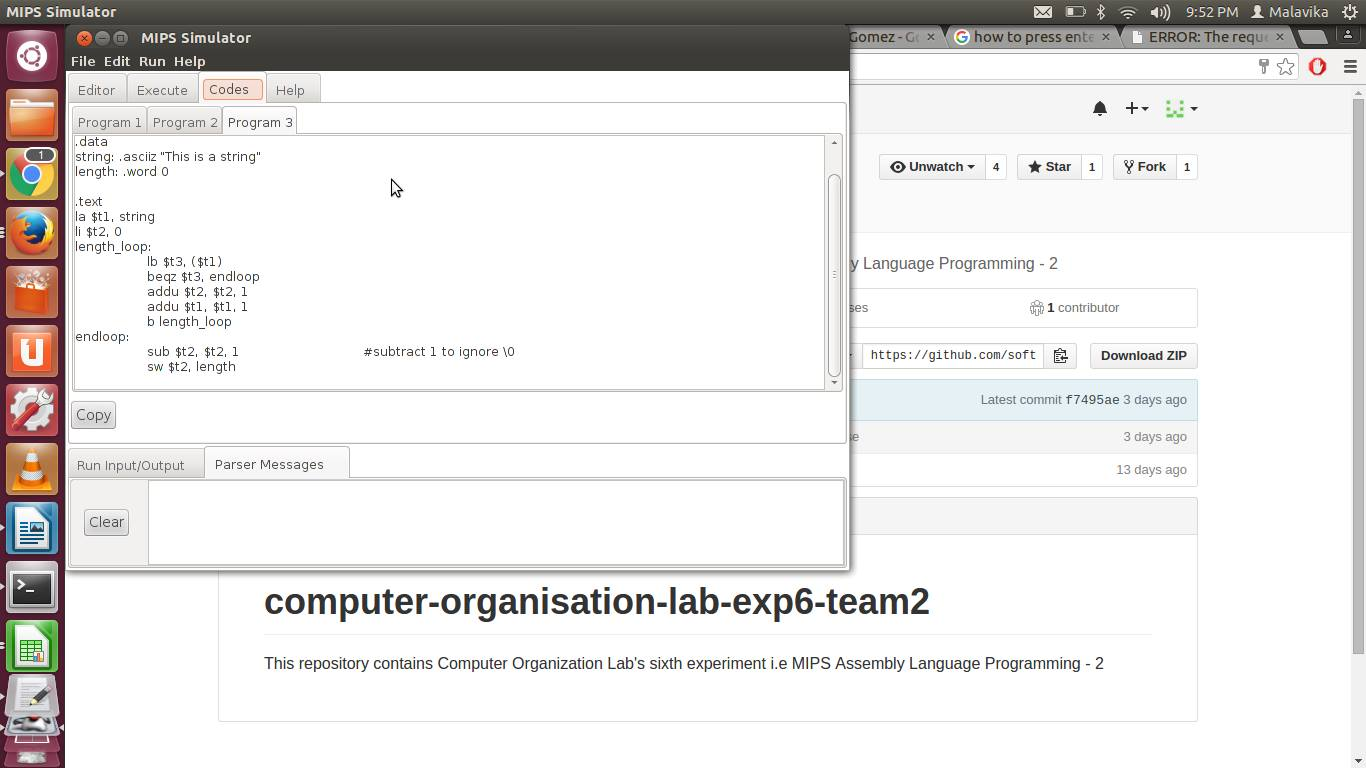 MIPS Simulator
9:52 PM
Malavika
MIPS Simulator
Gomez - Go
how to press ente
ERROR: The reque
File Edit Run Help
Editor
Execute
Codes
Help
Program 1
Program 2
Program 3
.data
string: .asciiz "This is a string"
length: .word 0
.text
la $t1, string
li $t2, 0
length_loop:
lb $t3, ($t1)
beqz $t3, endloop
addu $t2, $t2, 1
addu $t1, $t1, 1
b length_loop
endloop:
sub $t2, $t2, 1 #subtract 1 to ignore \0
sw $t2, length
Copy
Run Input/Output
Parser Messages
Clear
1
Unwatch
4
Star
1
Fork
1
y Language Programming - 2
ses
1 contributor
https://github.com/soft
Download ZIP
Latest commit f7495ae 3 days ago
se
3 days ago
13 days ago
computer-organisation-lab-exp6-team2
This repository contains Computer Organization Lab's sixth experiment i.e MIPS Assembly Language Programming - 2